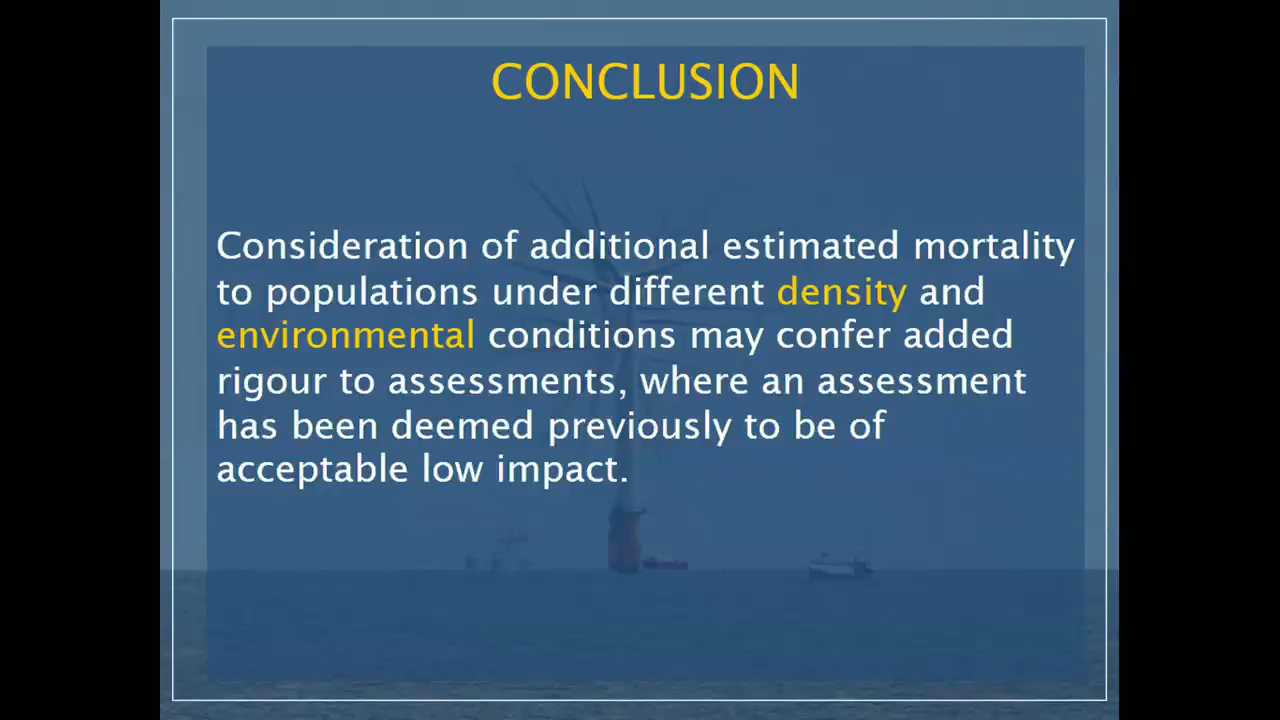 CONCLUSION
Consideration of additional estimated mortality
to populations under different density and
environmental conditions may confer added
rigour to assessments, where an assessment
has been deemed previously to be of
acceptable low impact.